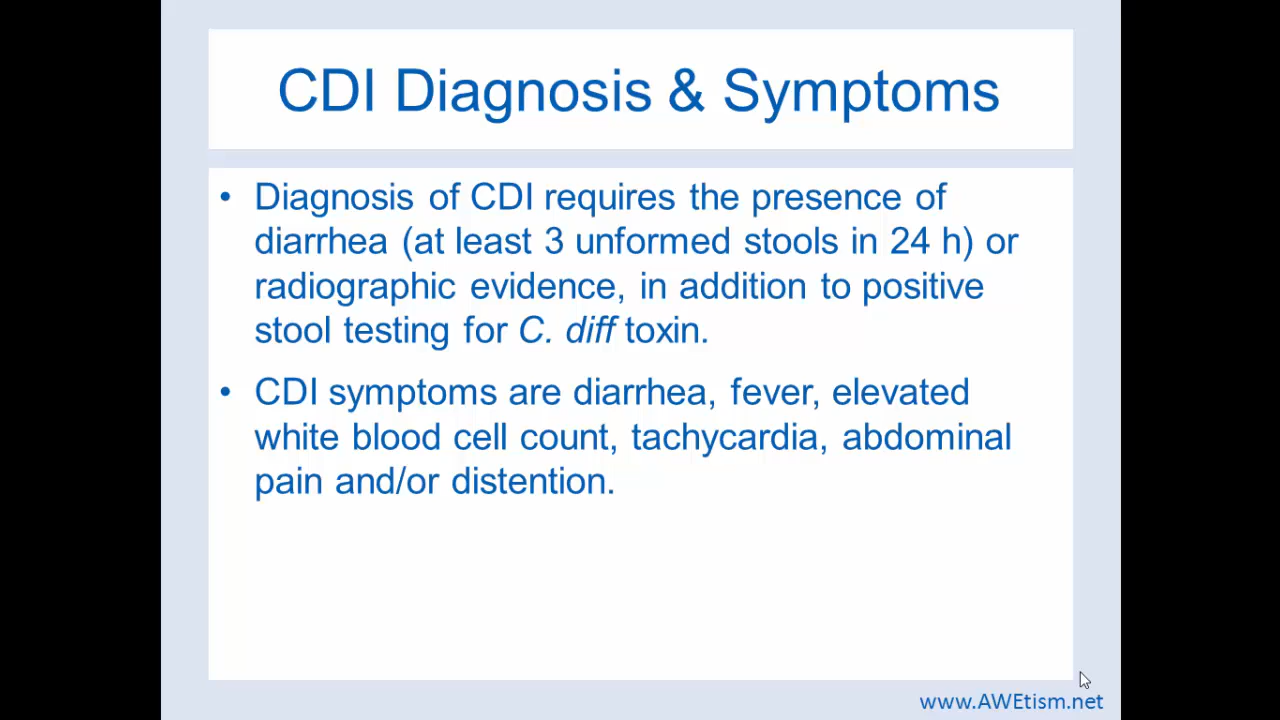 CDI Diagnosis & Symptoms
• Diagnosis of CDI requires the presence of
diarrhea (at least 3 unformed stools in 24 h) or
radiographic evidence, in addition to positive
stool testing for C. diff toxin.
• CDI symptoms are diarrhea, fever, elevated
white blood cell count, tachycardia, abdominal
pain and/or distention.
www.AWEtism.net